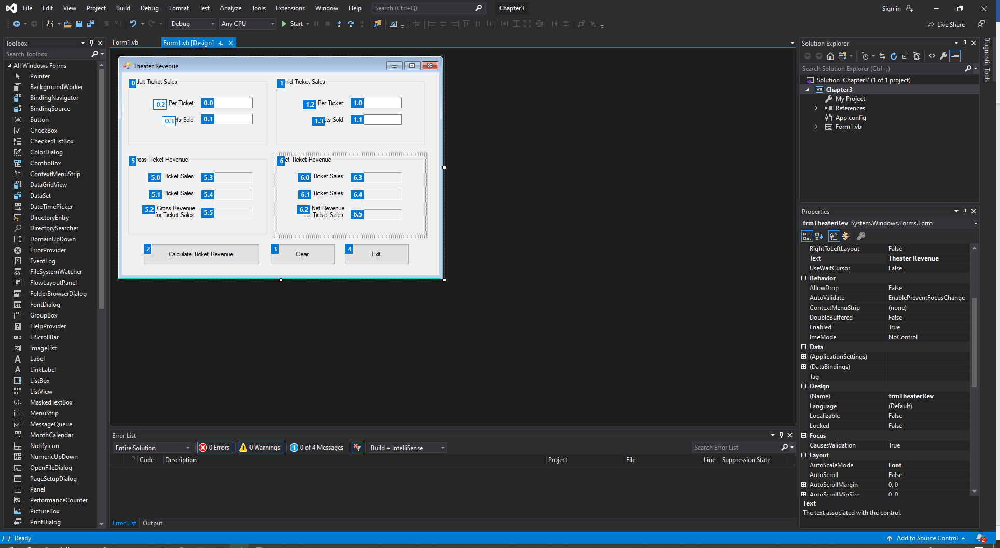 File Edit View Project Build Debug Format Test Analyze Tools Extensions Window Help Search (Ctrl+Q) Chapter3 Sign in
Debug Any CPU Start Live Share
Toolbox
Search Toolbox
All Windows Forms
Pointer
BackgroundWorker
BindingNavigator
BindingSource
Button
CheckBox
CheckedListBox
ColorDialog
ComboBox
ContextMenuStrip
DataGridView
DataSet
DateTimePicker
DirectoryEntry
DirectorySearcher
DomainUpDown
ErrorProvider
EventLog
FileSystemWatcher
FlowLayoutPanel
FolderBrowserDialog
FontDialog
GroupBox
HelpProvider
HScrollBar
ImageList
Label
LinkLabel
ListBox
ListView
MaskedTextBox
MenuStrip
MessageQueue
MonthCalendar
NotifyIcon
NumericUpDown
OpenFileDialog
PageSetupDialog
Panel
PerformanceCounter
PictureBox
PrintDialog
Form1.vb Form1.vb [Design]
Theater Revenue
0 dult Ticket Sales
0.2 Per Ticket: 0.0
0.3 ets Sold: 0.1
1 hild Ticket Sales
1.2 Per Ticket: 1.0
1.3 ets Sold: 1.1
5 ross Ticket Revenue
5.0 Ticket Sales: 5.3
5.1 Ticket Sales: 5.4
5.2 Gross Revenue
for Ticket Sales: 5.5
6 et Ticket Revenue
6.0 Ticket Sales: 6.3
6.1 Ticket Sales: 6.4
6.2 Net Revenue
for Ticket Sales: 6.5
2 Calculate Ticket Revenue
3 Clear
4 Exit
Error List
Entire Solution 0 Errors 0 Warnings 0 of 4 Messages Build + IntelliSense Search Error List
Code Description Project File Line Suppression State
Error List Output
Solution Explorer
Search Solution Explorer (Ctrl+;)
Solution 'Chapter3' (1 of 1 project)
VB Chapter3
My Project
References
App.config
Form1.vb
Properties
frmTheaterRev System.Windows.Forms.Form
RightToLeftLayout False
Text Theater Revenue
UseWaitCursor False
Behavior
AllowDrop False
AutoValidate EnablePreventFocusChange
ContextMenuStrip (none)
DoubleBuffered False
Enabled True
ImeMode NoControl
Data
(ApplicationSettings)
(DataBindings)
Tag
Design
(Name) frmTheaterRev
Language (Default)
Localizable False
Locked False
Focus
CausesValidation True
Layout
AutoScaleMode Font
AutoScroll False
AutoScrollMargin 0, 0
AutoScrollMinSize 0, 0
Text
The text associated with the control.
Diagnostic Tools
Ready Add to Source Control 2